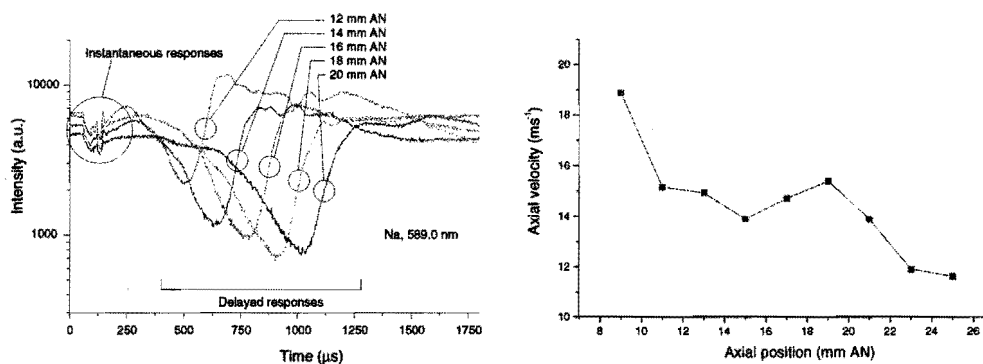 12 mm AN
14 mm AN
16 mm AN
18 mm AN
20 mm AN
Instantaneous responses
10000
1000
Intensity (a.u.)
Na, 589.0 nm
Delayed responses
0 250 500 750 1000 1250 1500 1750
Time (µs)
22
20
18
16
14
12
10
Axial velocity (ms⁻¹)
8 10 12 14 16 18 20 22 24 26
Axial position (mm AN)